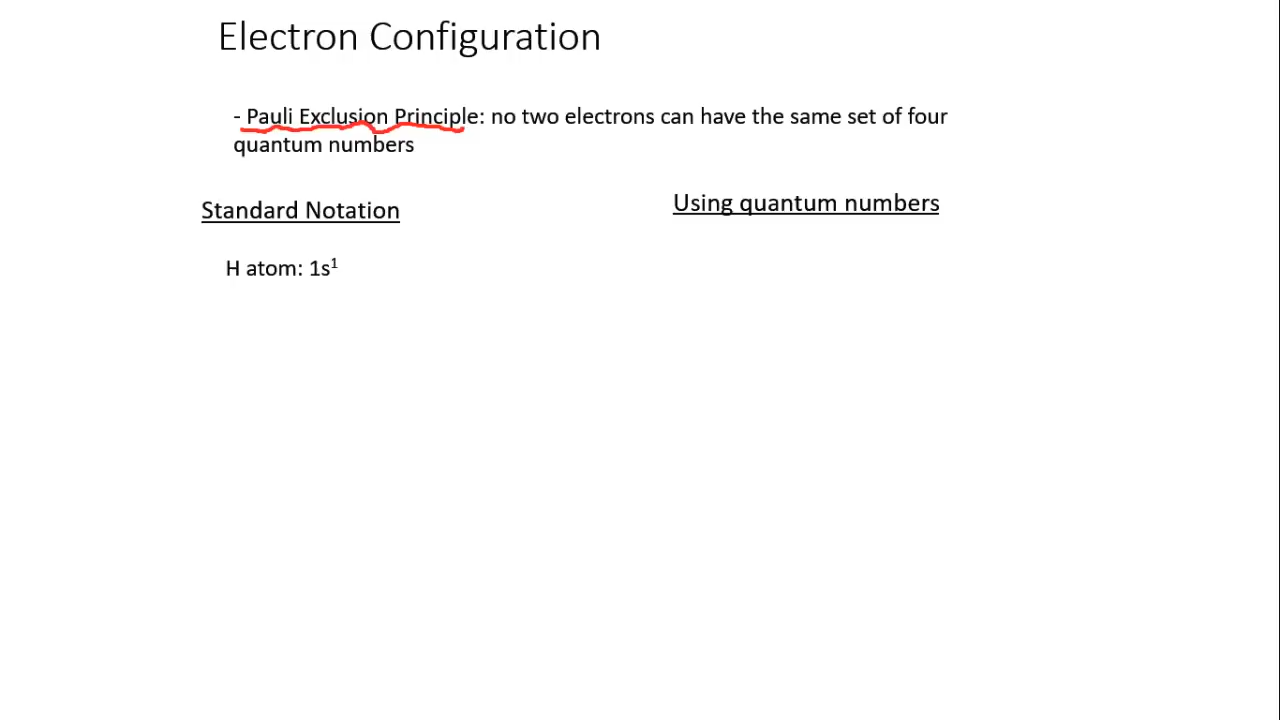 Electron Configuration
- Pauli Exclusion Principle: no two electrons can have the same set of four
quantum numbers
Standard Notation
Using quantum numbers
H atom: 1s¹